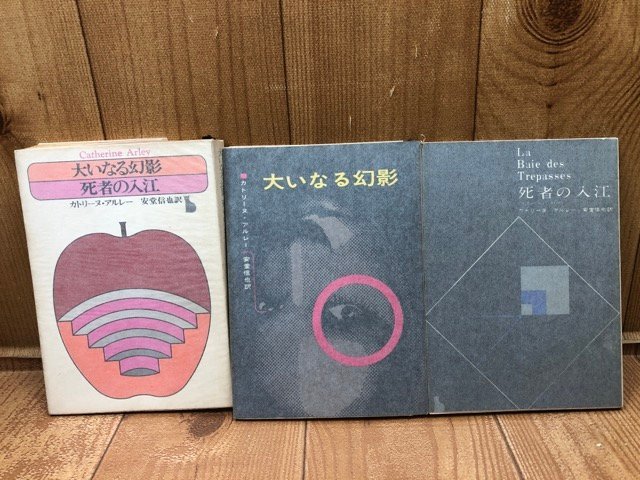 Catherine Arley
大いなる幻影
死者の入江
カトリーヌ・アルレー 安堂信也訳
大いなる幻影
カトリーヌ・アルレー
安堂信也訳
La
Baie des
Trepasses
死者の入江
カトリーヌ アルレー 安堂信也訳